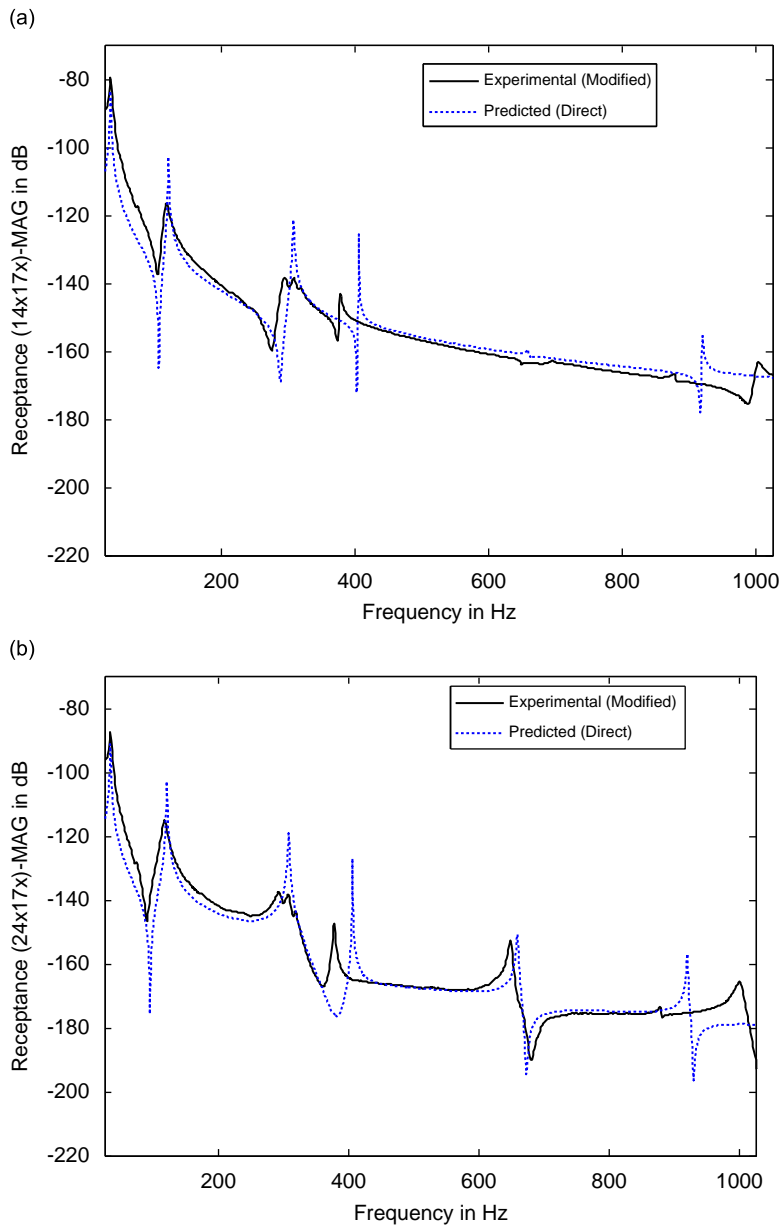 (a)
Receptance (14x17x)-MAG in dB
-80
-100
-120
-140
-160
-180
-200
-220
Experimental (Modified)
Predicted (Direct)
200
400
600
800
1000
Frequency in Hz
(b)
Receptance (24x17x)-MAG in dB
-80
-100
-120
-140
-160
-180
-200
-220
Experimental (Modified)
Predicted (Direct)
200
400
600
800
1000
Frequency in Hz